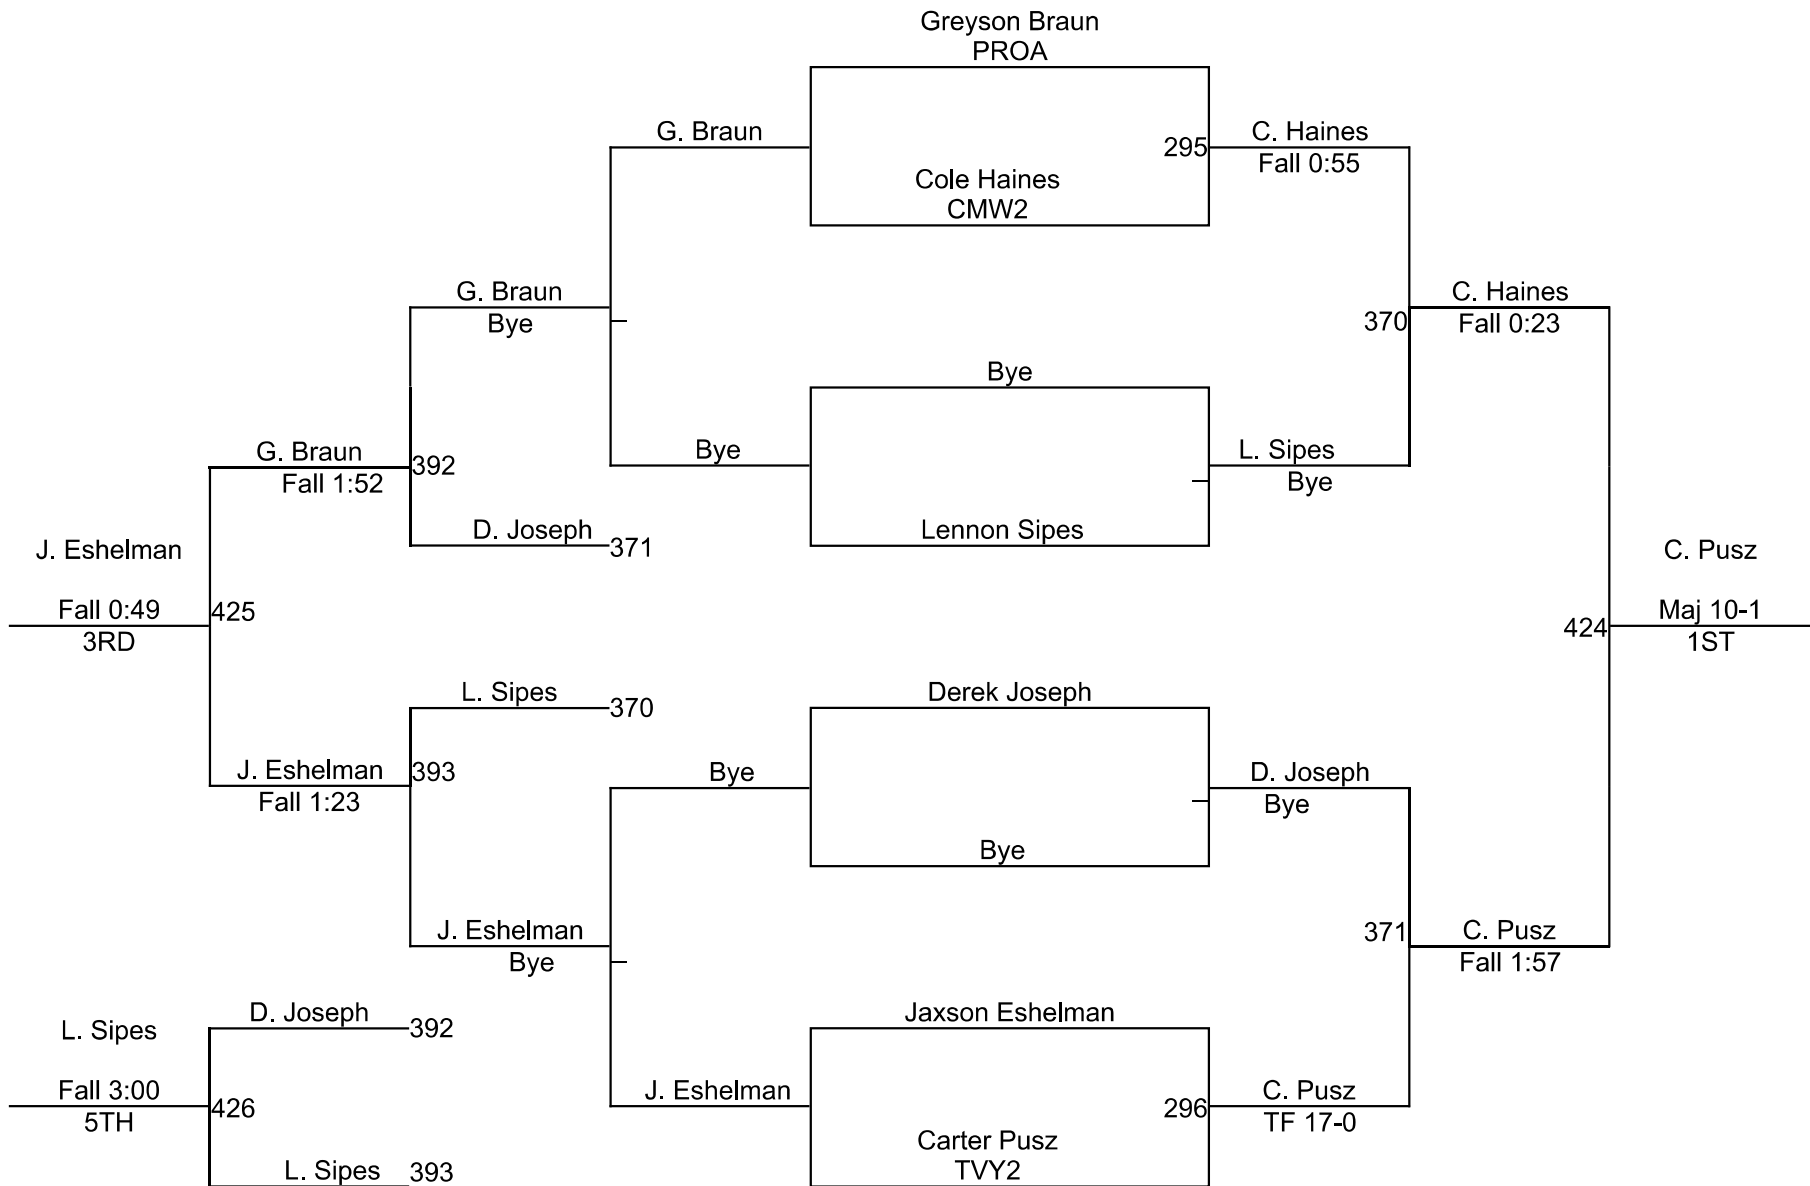 Greyson Braun
PROA
G. Braun
295
C. Haines
Fall 0:55
Cole Haines
CMW2
G. Braun
Bye
370
C. Haines
Fall 0:23
Bye
G. Braun
Fall 1:52
392
Bye
L. Sipes
Bye
D. Joseph
371
Lennon Sipes
J. Eshelman
Fall 0:49
3RD
425
C. Pusz
Maj 10-1
1ST
424
L. Sipes
370
Derek Joseph
J. Eshelman
Fall 1:23
393
Bye
D. Joseph
Bye
Bye
J. Eshelman
Bye
371
C. Pusz
Fall 1:57
L. Sipes
Fall 3:00
5TH
D. Joseph
392
426
L. Sipes
393
Jaxson Eshelman
J. Eshelman
296
C. Pusz
TF 17-0
Carter Pusz
TVY2